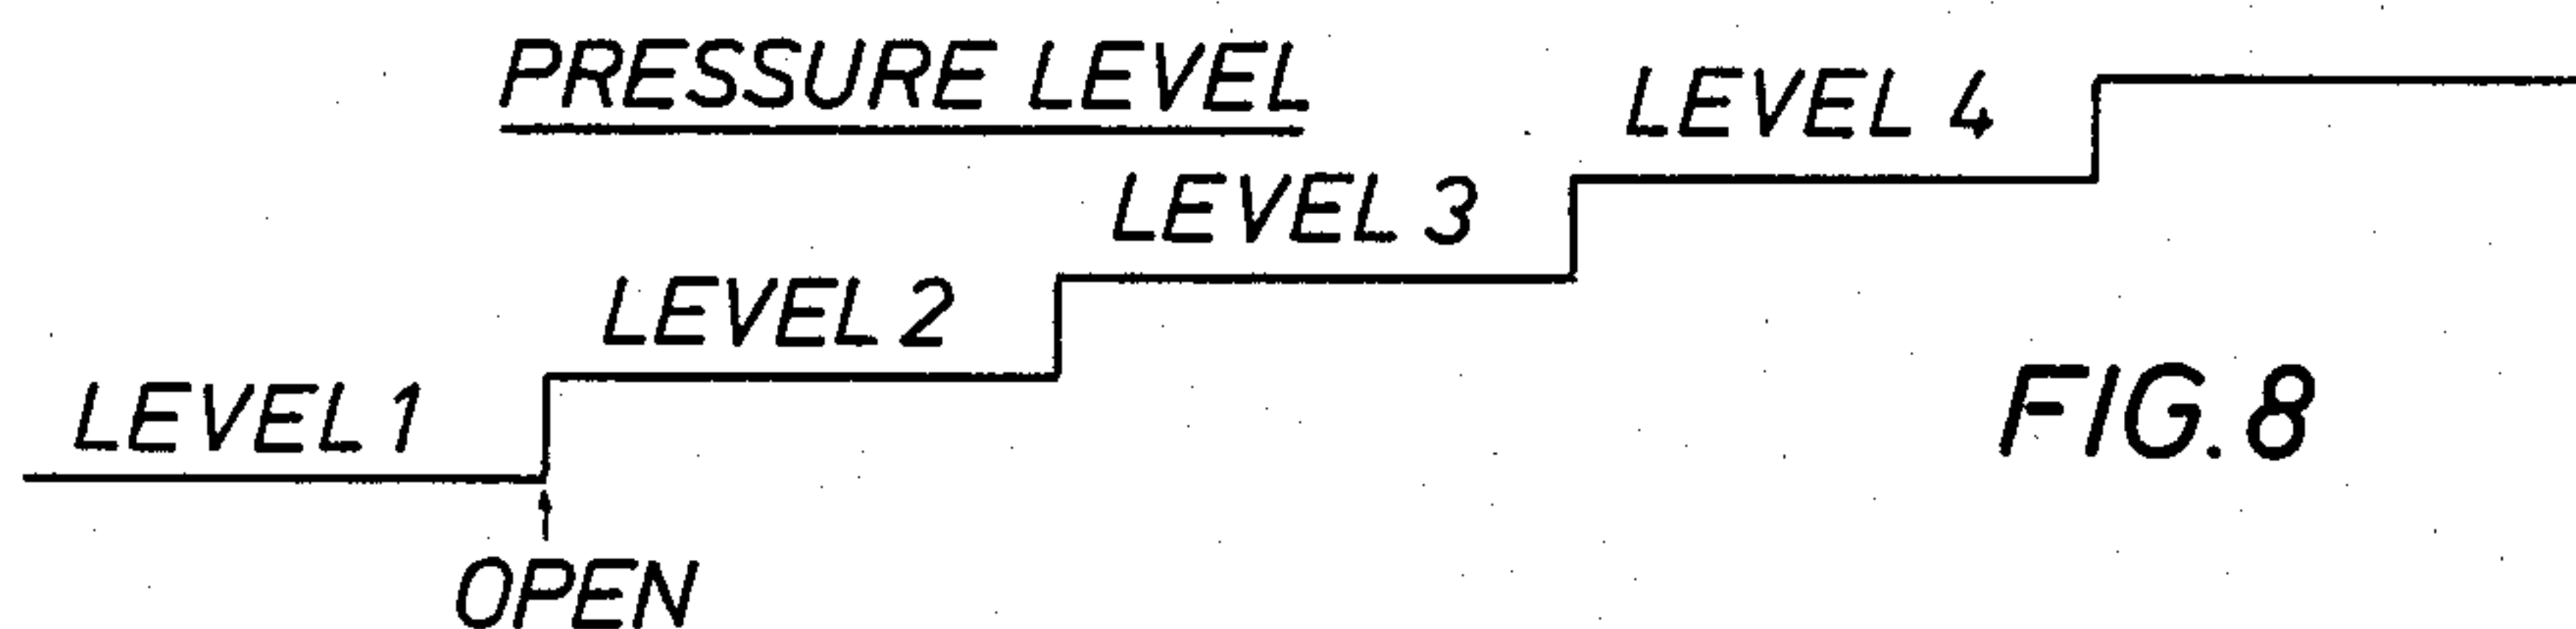 PRESSURE LEVEL
LEVEL 4
LEVEL 3
LEVEL 2
LEVEL 1
FIG. 8
OPEN